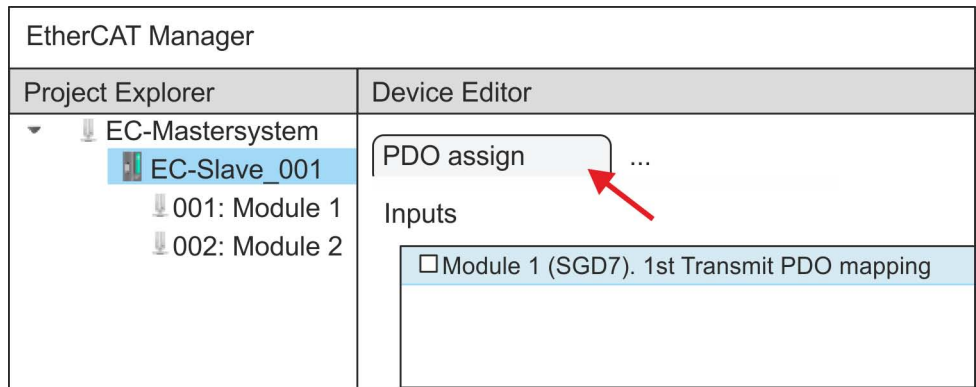 EtherCAT Manager
Project Explorer
Device Editor
EC-Mastersystem
EC-Slave_001
001: Module 1
002: Module 2
PDO assign
...
Inputs
Module 1 (SGD7). 1st Transmit PDO mapping